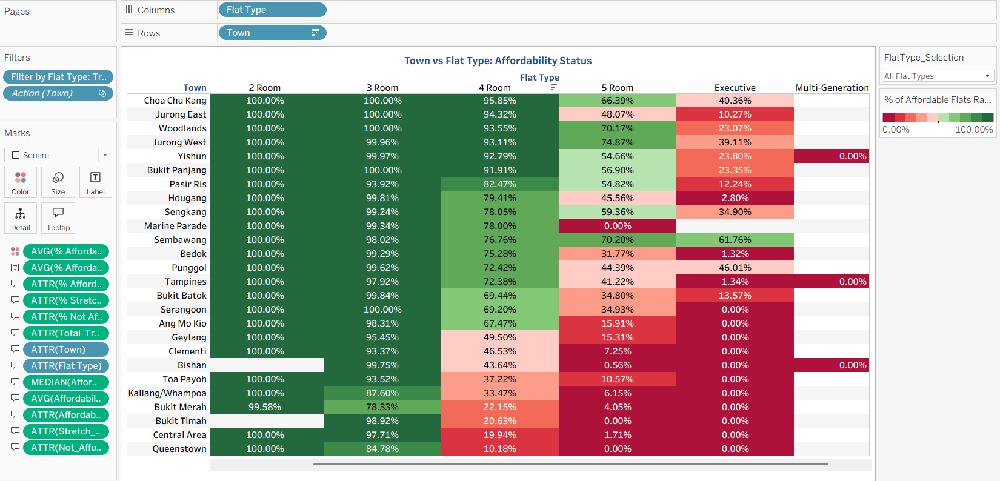 Pages
Columns
Flat Type
Rows
Town
Filters
Filter by Flat Type: Tr..
Action (Town)
Marks
Square
Color
Size
Label
Detail
Tooltip
AVG(% Afforda..
AVG(% Afforda..
ATTR(% Afford..
ATTR(% Stretc..
ATTR(% Not Af..
ATTR(Total_Tr..
ATTR(Town)
ATTR(Flat Type)
MEDIAN(Affor..
AVG(Affordabil..
ATTR(Affordab..
ATTR(Stretch_..
ATTR(Not_Affo..
Town vs Flat Type: Affordability Status
Flat Type
Town 2 Room 3 Room 4 Room 5 Room Executive Multi-Generation
Choa Chu Kang 100.00% 100.00% 95.85% 66.39% 40.36%
Jurong East 100.00% 100.00% 94.32% 48.07% 10.27%
Woodlands 100.00% 100.00% 93.55% 70.17% 23.07%
Jurong West 100.00% 99.96% 93.11% 74.87% 39.11%
Yishun 100.00% 99.97% 92.79% 54.66% 23.80% 0.00%
Bukit Panjang 100.00% 100.00% 91.91% 56.90% 23.35%
Pasir Ris 100.00% 93.92% 82.47% 54.82% 12.24%
Hougang 100.00% 99.81% 79.41% 45.56% 2.80%
Sengkang 100.00% 99.24% 78.05% 59.36% 34.90%
Marine Parade 100.00% 99.34% 78.00% 0.00%
Sembawang 100.00% 98.02% 76.76% 70.20% 61.76%
Bedok 100.00% 99.29% 75.28% 31.77% 1.32%
Punggol 100.00% 99.62% 72.42% 44.39% 46.01%
Tampines 100.00% 97.92% 72.38% 41.22% 1.34% 0.00%
Bukit Batok 100.00% 99.84% 69.44% 34.80% 13.57%
Serangoon 100.00% 100.00% 69.20% 34.93% 0.00%
Ang Mo Kio 100.00% 98.31% 67.47% 15.91% 0.00%
Geylang 100.00% 95.45% 49.50% 15.31% 0.00%
Clementi 100.00% 93.37% 46.53% 7.25% 0.00%
Bishan 99.75% 43.64% 0.56% 0.00% 0.00%
Toa Payoh 100.00% 93.52% 37.22% 10.57% 0.00%
Kallang/Whampoa 100.00% 87.60% 33.47% 6.15% 0.00%
Bukit Merah 99.58% 78.33% 22.15% 4.05% 0.00%
Bukit Timah 98.92% 20.63% 0.00% 0.00%
Central Area 100.00% 97.71% 19.94% 1.71% 0.00%
Queenstown 100.00% 84.78% 10.18% 0.00% 0.00%
FlatType_Selection
All Flat Types
% of Affordable Flats Ra...
0.00% 100.00%